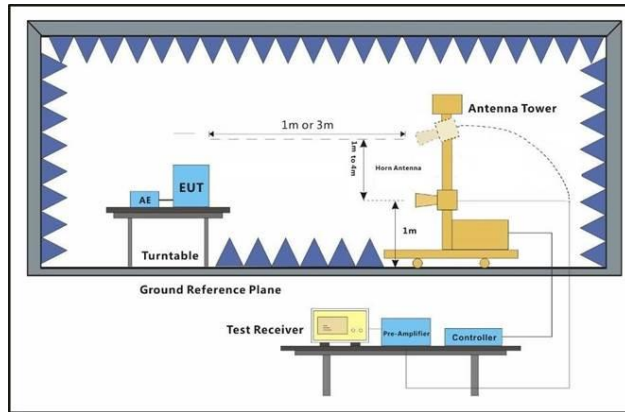 1m or 3m
Antenna Tower
1m to 4m
Horn Antenna
EUT
AE
1m
Turntable
Ground Reference Plane
Test Receiver
Pre-Amplifier
Controller